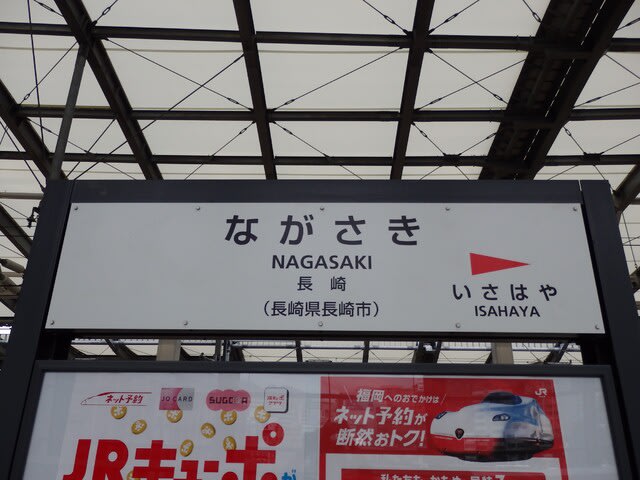 ながさき
NAGASAKI
長崎
（長崎県長崎市）
いさはや
ISAHAYA
ネット予約
JQ CARD
SUGOCA
JRキューポが
福岡へのおでかけは
ネット予約が
断然おトク!
JR